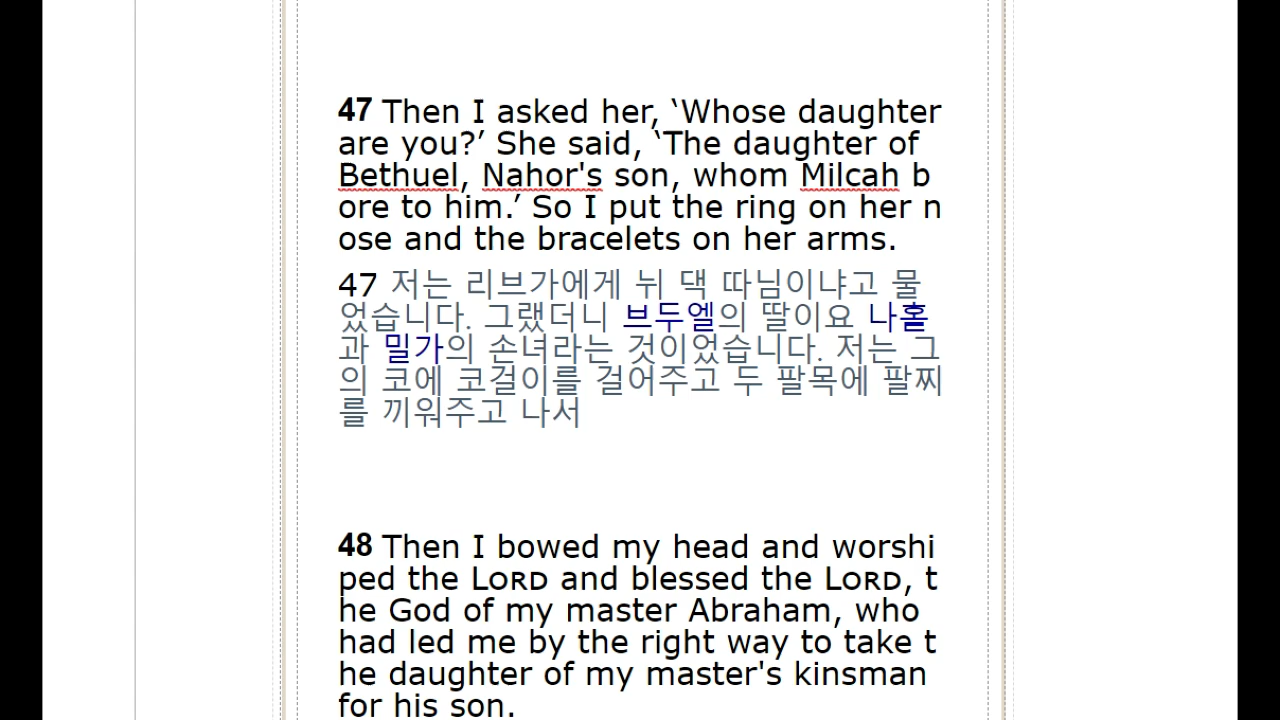 47 Then I asked her, ‘Whose daughter
are you?’ She said, ‘The daughter of
Bethuel, Nahor's son, whom Milcah b
ore to him.’ So I put the ring on her n
ose and the bracelets on her arms.
47 저는 리브가에게 뉘 댁 따님이냐고 물
었습니다. 그랬더니 브두엘의 딸이요 나홀
과 밀가의 손녀라는 것이었습니다. 저는 그
의 코에 코걸이를 걸어주고 두 팔목에 팔찌
를 끼워주고 나서
48 Then I bowed my head and worshi
ped the LORD and blessed the LORD, t
he God of my master Abraham, who
had led me by the right way to take t
he daughter of my master's kinsman
for his son.